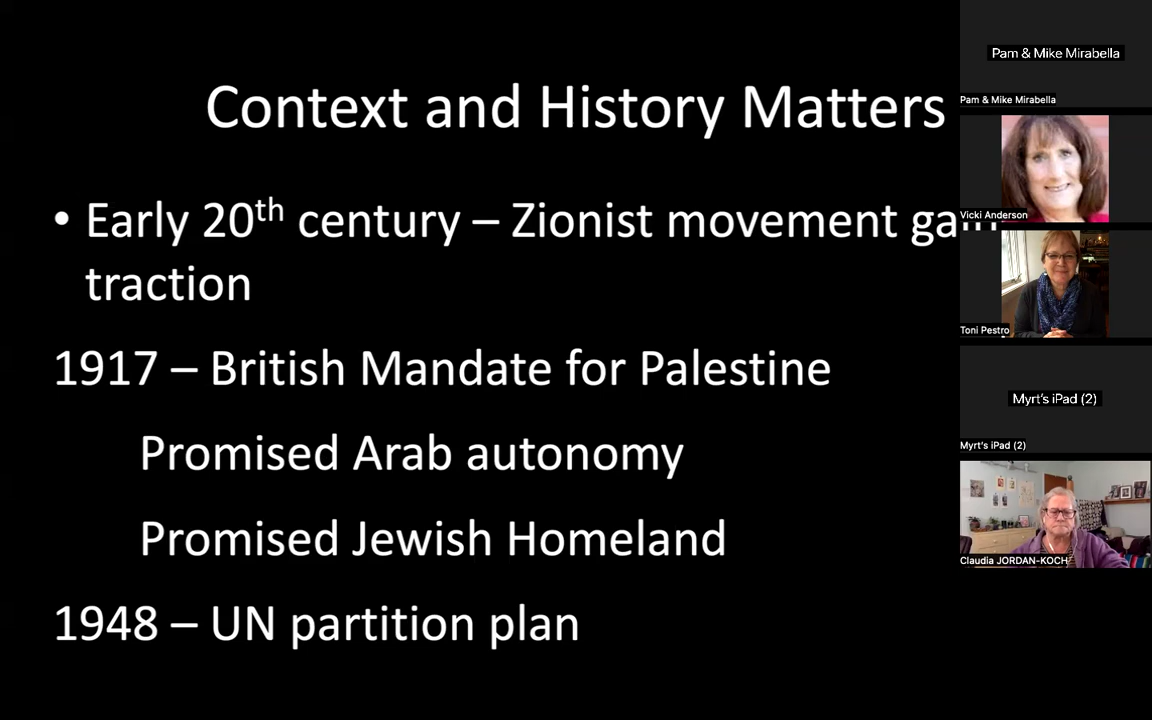 Context and History Matters
• Early 20th century – Zionist movement
traction
1917 – British Mandate for Palestine
Promised Arab autonomy
Promised Jewish Homeland
1948 – UN partition plan
Pam & Mike Mirabella
Pam & Mike Mirabella
Vicki Anderson
Toni Pestro
Myrt's iPad (2)
Myrt's iPad (2)
Claudia JORDAN-KOCH